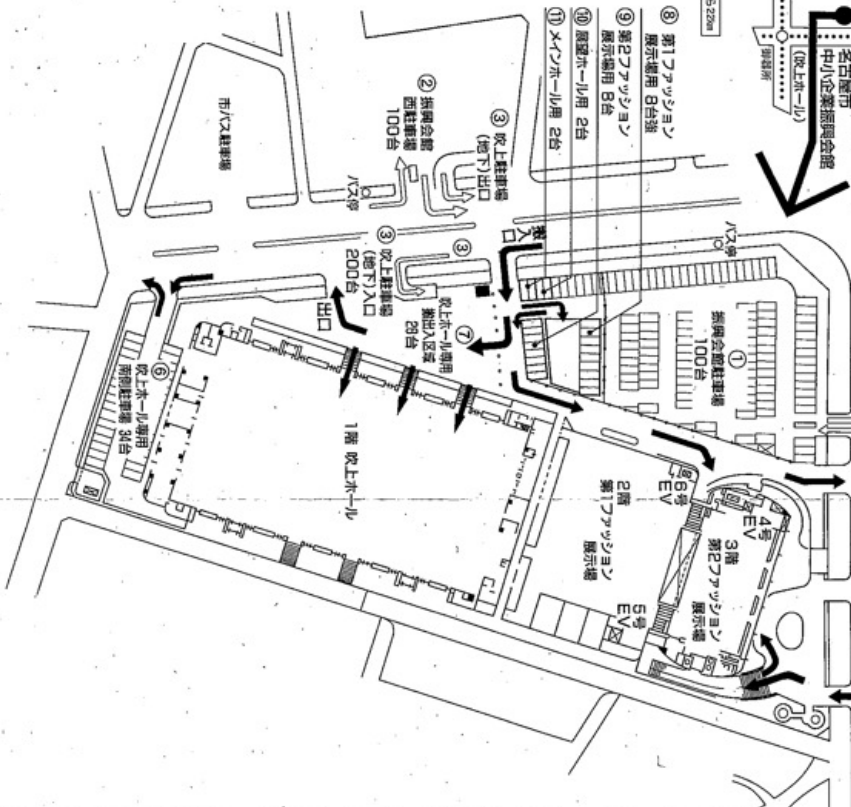 名古屋市
中小企業振興会館
(吹上ホール)
御器所
⑧ 第1ファッション
展示場用 8台強
⑨ 第2ファッション
展示場用 8台
⑩ 展望ホール用 2台
⑪ メインホール用 2台
③ 吹上駐車場
(地下)出口
② 振興会館
西駐車場
100台
市バス駐車場
バス停
バス停
搬入口
① 振興会館駐車場
100台
③
③ 吹上駐車場
(地下)入口
200台
⑦ 吹上ホール専用
搬出入区域
28台
出口
⑥ 吹上ホール専用
南側駐車場 34台
1階 吹上ホール
2階
第1ファッション
展示場
6号
EV
5号
EV
4号
EV
3階
第2ファッション
展示場